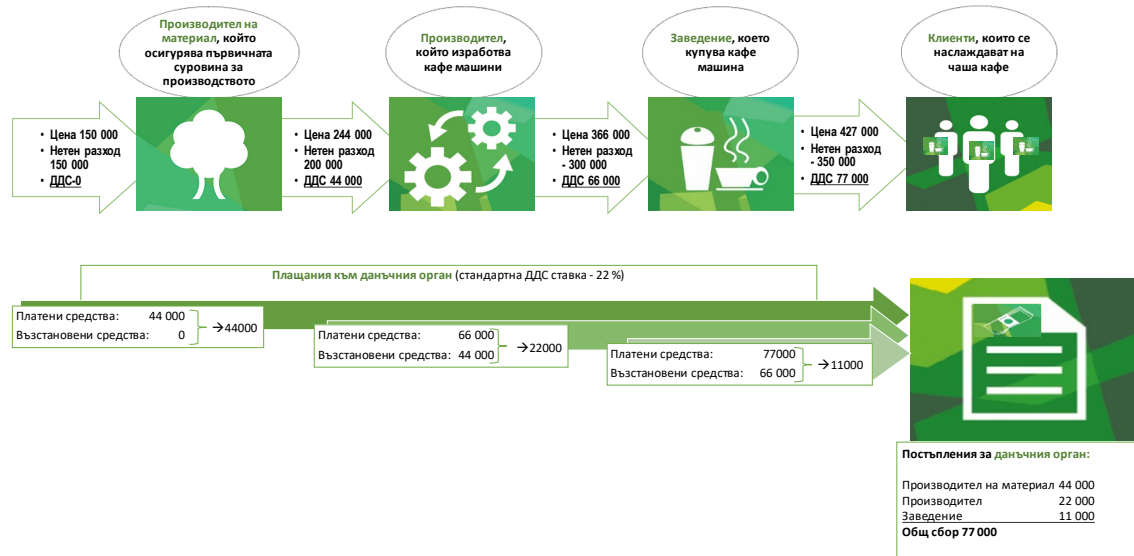 Производител на
материал, който
осигурява първичната
суровина за
производството
Производител,
който изработва
кафе машини
Заведение, което
купува кафе
машина
Клиенти, които се
наслаждават на
чаша кафе
• Цена 150 000
• Нетен разход
150 000
• ДДС-0
• Цена 244 000
• Нетен разход
200 000
• ДДС 44 000
• Цена 366 000
• Нетен разход
- 300 000
• ДДС 66 000
• Цена 427 000
• Нетен разход
- 350 000
• ДДС 77 000
Плащания към данъчния орган (стандартна ДДС ставка - 22 %)
Платени средства: 44 000
Възстановени средства: 0
→44000
Платени средства: 66 000
Възстановени средства: 44 000
→22000
Платени средства: 77000
Възстановени средства: 66 000
→11000
Постъпления за данъчния орган:
Производител на материал 44 000
Производител 22 000
Заведение 11 000
Общ сбор 77 000